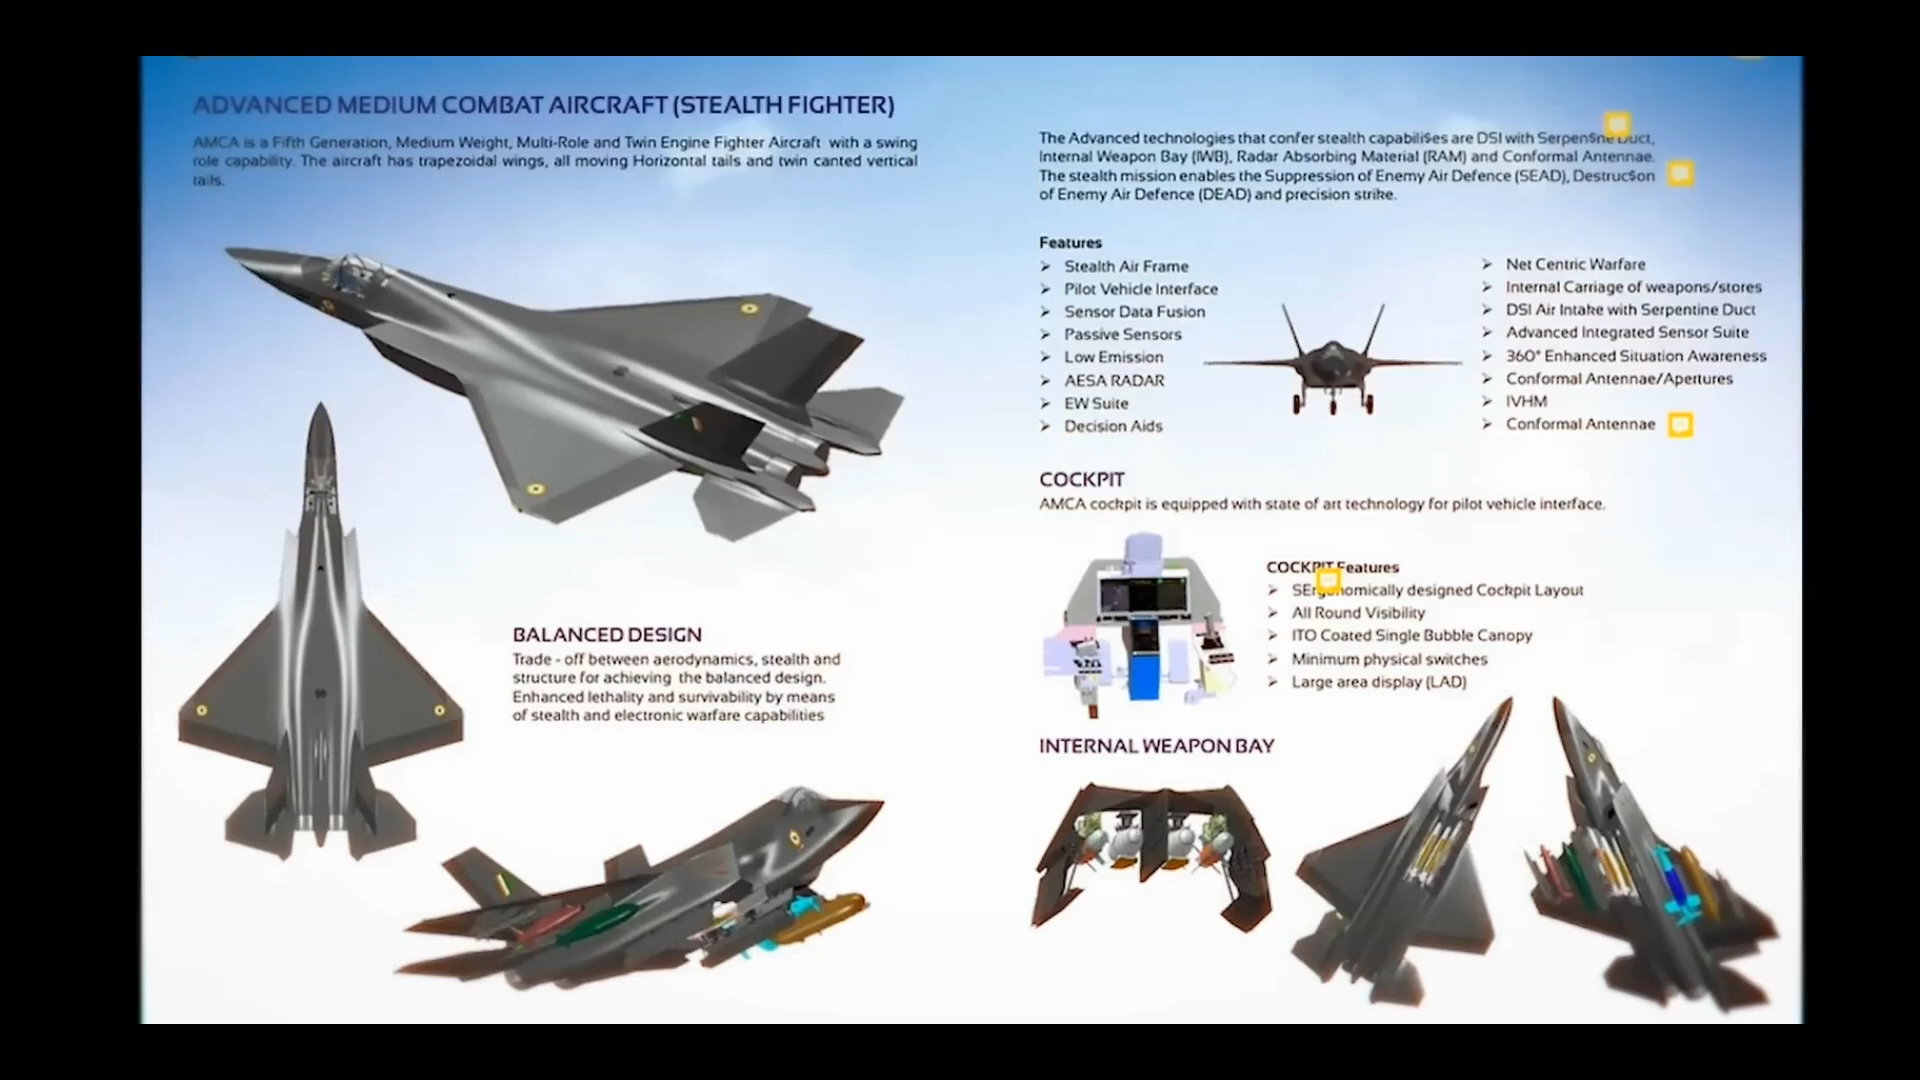 ADVANCED MEDIUM COMBAT AIRCRAFT (STEALTH FIGHTER)
AMCA is a Fifth Generation, Medium Weight, Multi-Role and Twin Engine Fighter Aircraft with a swing
role capability. The aircraft has trapezoidal wings, all moving Horizontal tails and twin canted vertical
tails.
BALANCED DESIGN
Trade - off between aerodynamics, stealth and
structure for achieving the balanced design.
Enhanced lethality and survivability by means
of stealth and electronic warfare capabilities
The Advanced technologies that confer stealth capabili$es are DSI with Serpen$ne Duct,
Internal Weapon Bay (IWB), Radar Absorbing Material (RAM) and Conformal Antennae.
The stealth mission enables the Suppression of Enemy Air Defence (SEAD), Destruc$on
of Enemy Air Defence (DEAD) and precision strike.
Features
➢ Stealth Air Frame
➢ Pilot Vehicle Interface
➢ Sensor Data Fusion
➢ Passive Sensors
➢ Low Emission
➢ AESA RADAR
➢ EW Suite
➢ Decision Aids
➢ Net Centric Warfare
➢ Internal Carriage of weapons/stores
➢ DSI Air Intake with Serpentine Duct
➢ Advanced Integrated Sensor Suite
➢ 360° Enhanced Situation Awareness
➢ Conformal Antennae/Apertures
➢ IVHM
➢ Conformal Antennae
COCKPIT
AMCA cockpit is equipped with state of art technology for pilot vehicle interface.
COCKPIT Features
➢ SErgonomically designed Cockpit Layout
➢ All Round Visibility
➢ ITO Coated Single Bubble Canopy
➢ Minimum physical switches
➢ Large area display (LAD)
INTERNAL WEAPON BAY